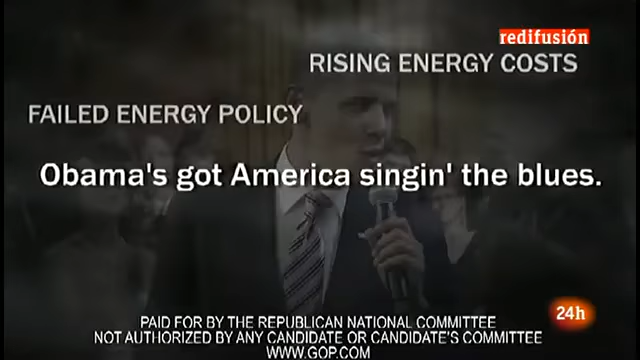 redifusión
RISING ENERGY COSTS
FAILED ENERGY POLICY
Obama's got America singin' the blues.
24h
PAID FOR BY THE REPUBLICAN NATIONAL COMMITTEE
NOT AUTHORIZED BY ANY CANDIDATE OR CANDIDATE'S COMMITTEE
WWW.GOP.COM